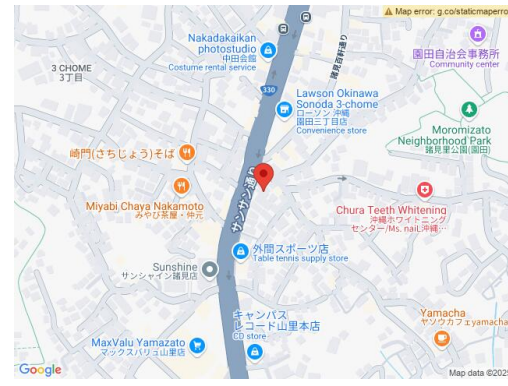 Map error: g.co/staticmaperro
Nakadakaikan
photostudio
中田会館
Costume rental service
諸見百軒通り
園田自治会事務所
Community center
3 CHOME
3丁目
330
Lawson Okinawa
Sonoda 3-chome
ローソン 沖縄
園田三丁目店
Convenience store
Moromizato
Neighborhood Park
諸見里公園(園田)
崎門(さちじょう)そば
サンサン通り
Miyabi Chaya Nakamoto
みやび茶屋・仲元
Chura Teeth Whitening
沖縄ホワイトニング
センター/Ms. naiL沖縄…
外間スポーツ店
Table tennis supply store
Sunshine
サンシャイン諸見店
キャンパス
レコード山里本店
CD store
MaxValu Yamazato
マックスバリュ山里店
Yamacha
ヤソウカフェyamacha
Google
Map data ©2025